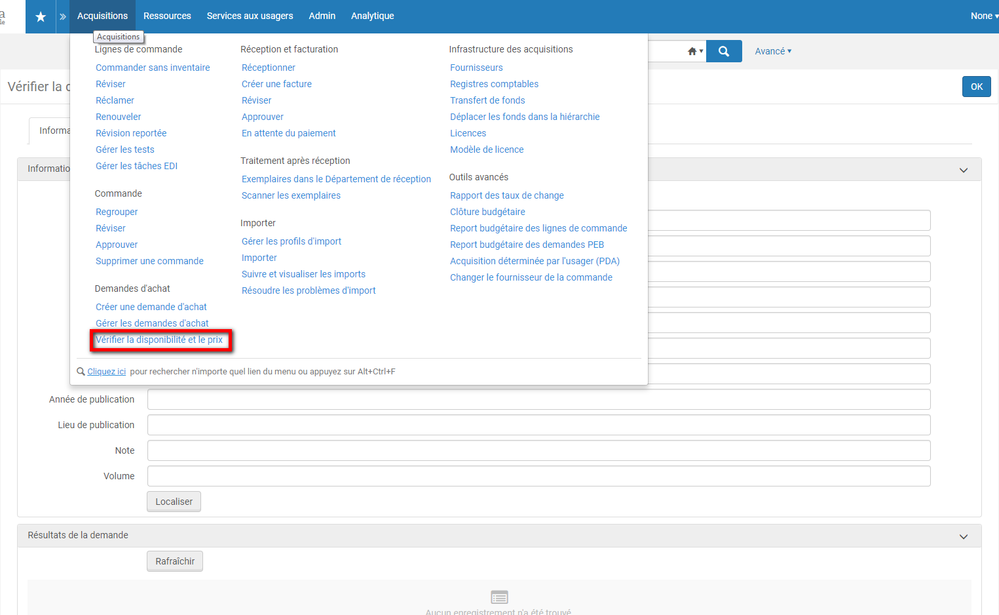 a
le
Acquisitions
Ressources
Services aux usagers
Admin
Analytique
None
Acquisitions
Avancé
Vérifier la
OK
Lignes de commande
Commander sans inventaire
Réviser
Réclamer
Renouveler
Révision reportée
Gérer les tests
Gérer les tâches EDI
Commande
Regrouper
Réviser
Approuver
Supprimer une commande
Demandes d'achat
Créer une demande d'achat
Gérer les demandes d'achat
Vérifier la disponibilité et le prix
Réception et facturation
Réceptionner
Créer une facture
Réviser
Approuver
En attente du paiement
Traitement après réception
Exemplaires dans le Département de réception
Scanner les exemplaires
Importer
Gérer les profils d'import
Importer
Suivre et visualiser les imports
Résoudre les problèmes d'import
Infrastructure des acquisitions
Fournisseurs
Registres comptables
Transfert de fonds
Déplacer les fonds dans la hiérarchie
Licences
Modèle de licence
Outils avancés
Rapport des taux de change
Clôture budgétaire
Report budgétaire des lignes de commande
Report budgétaire des demandes PEB
Acquisition déterminée par l'usager (PDA)
Changer le fournisseur de la commande
Cliquez ici pour rechercher n'importe quel lien du menu ou appuyez sur Alt+Ctrl+F
Informa
Informatio
Année de publication
Lieu de publication
Note
Volume
Localiser
Résultats de la demande
Rafraîchir
Aucun enregistrement n'a été trouvé